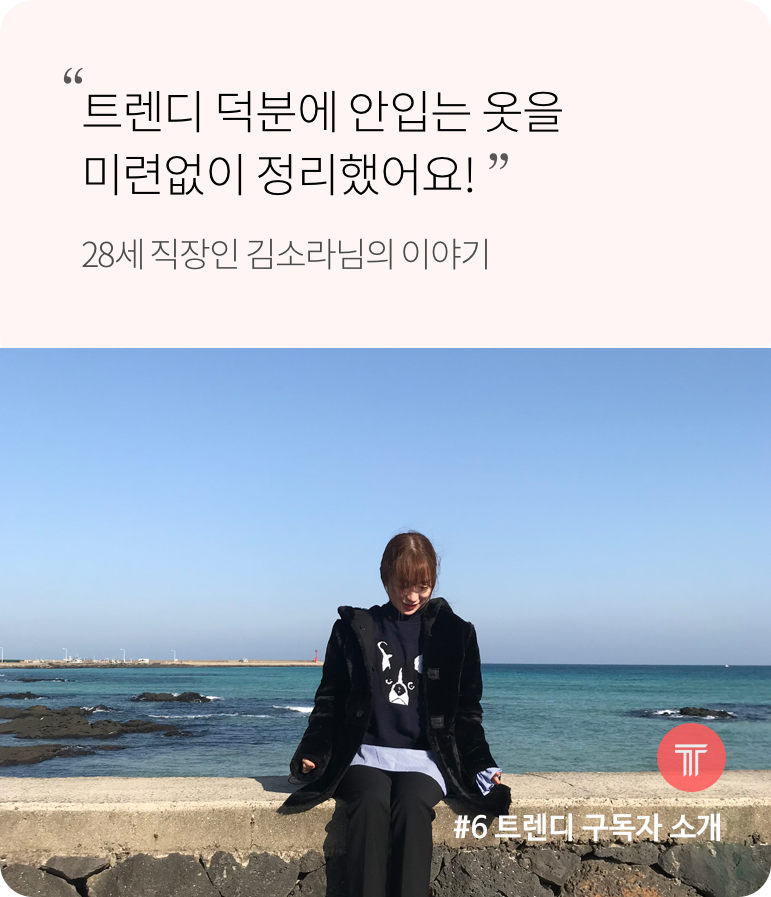 “트렌디 덕분에 안입는 옷을
미련없이 정리했어요!”
28세 직장인 김소라님의 이야기
#6 트렌디 구독자 소개